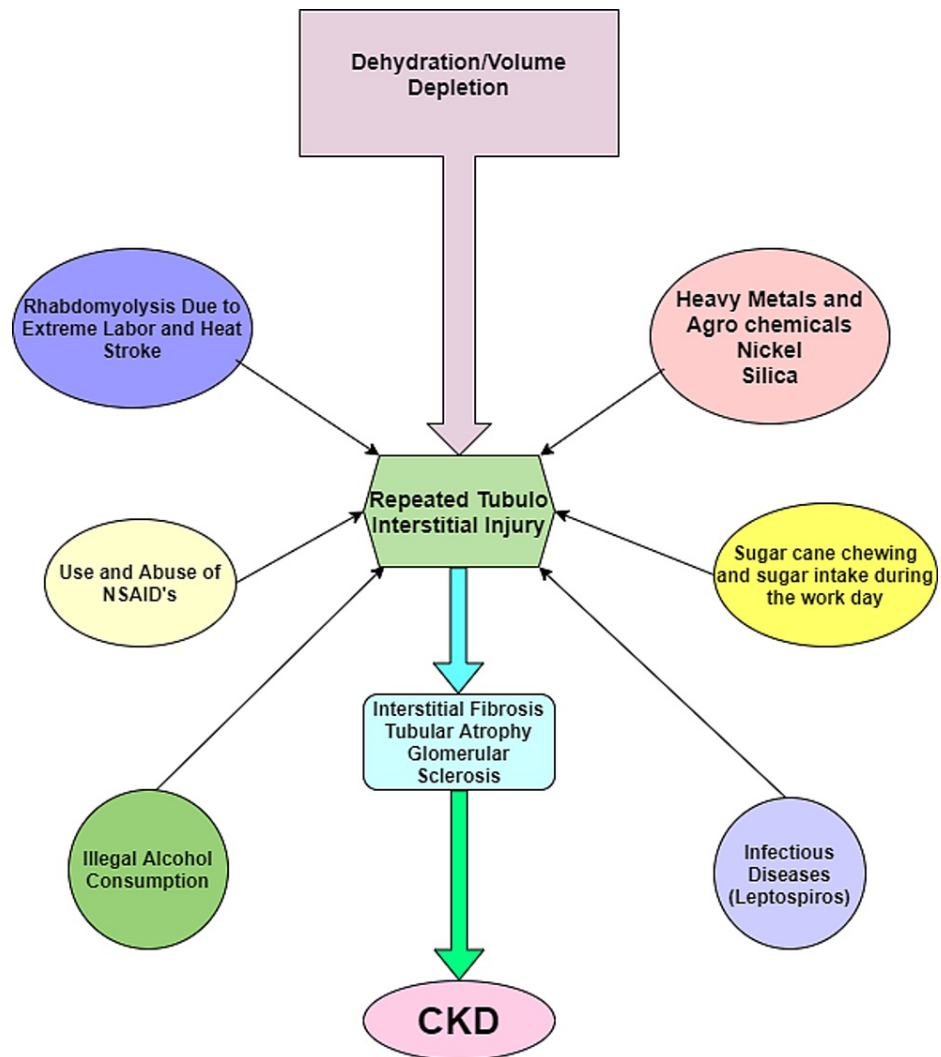 Dehydration/Volume
Depletion
Rhabdomyolysis Due to
Extreme Labor and Heat
Stroke
Heavy Metals and
Agro chemicals
Nickel
Silica
Repeated Tubulo
Interstitial Injury
Use and Abuse of
NSAID's
Sugar cane chewing
and sugar intake during
the work day
Interstitial Fibrosis
Tubular Atrophy
Glomerular
Sclerosis
Illegal Alcohol
Consumption
Infectious
Diseases
(Leptospiros)
CKD